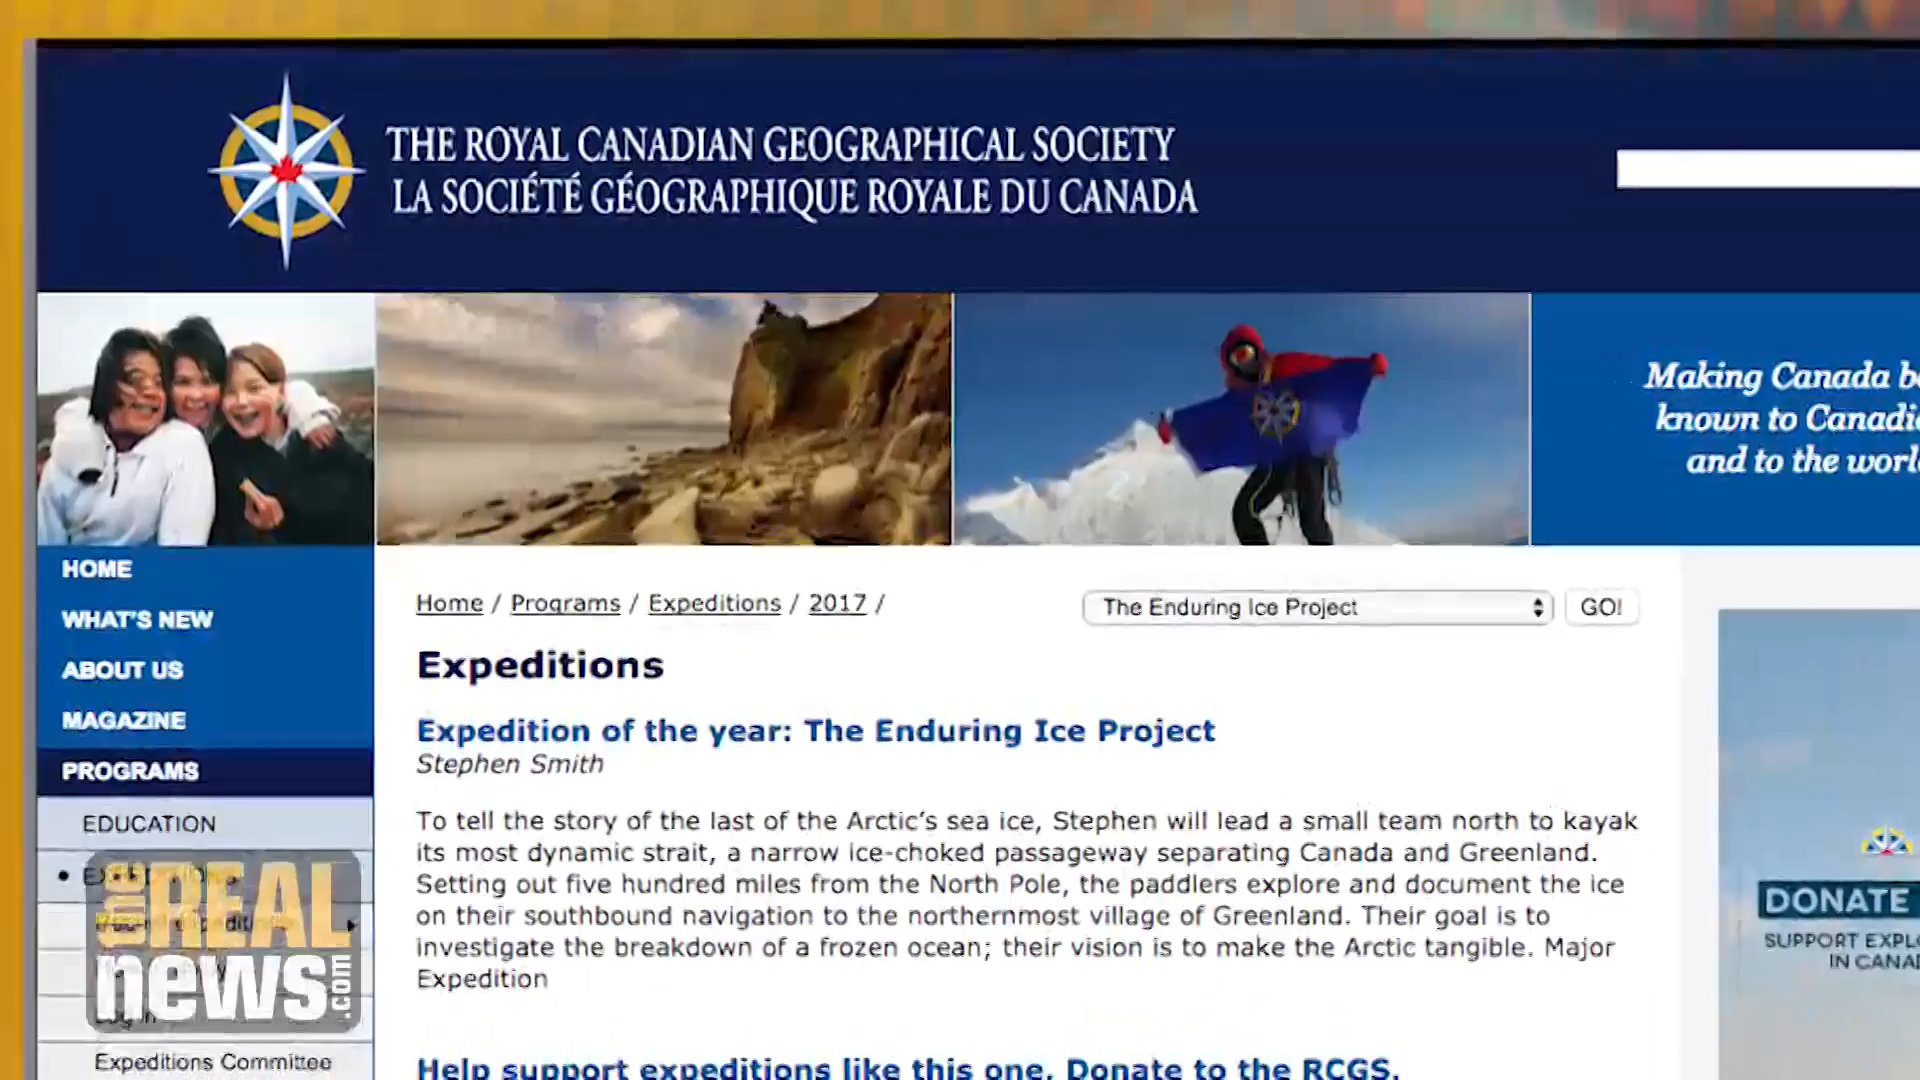 THE ROYAL CANADIAN GEOGRAPHICAL SOCIETY
LA SOCIÉTÉ GÉOGRAPHIQUE ROYALE DU CANADA
Making Canada
known to
and to the
HOME
WHAT'S NEW
ABOUT US
MAGAZINE
PROGRAMS
EDUCATION
Expeditions Committee
the REAL
news.com
Home / Programs / Expeditions / 2017 /
The Enduring Ice Project
GO!
Expeditions
Expedition of the year: The Enduring Ice Project
Stephen Smith
To tell the story of the last of the Arctic's sea ice, Stephen will lead a small team north to kayak
its most dynamic strait, a narrow ice-choked passageway separating Canada and Greenland.
Setting out five hundred miles from the North Pole, the paddlers explore and document the ice
on their southbound navigation to the northernmost village of Greenland. Their goal is to
investigate the breakdown of a frozen ocean; their vision is to make the Arctic tangible. Major
Expedition
Help support expeditions like this one. Donate to the RCGS.
DONATE
SUPPORT
IN